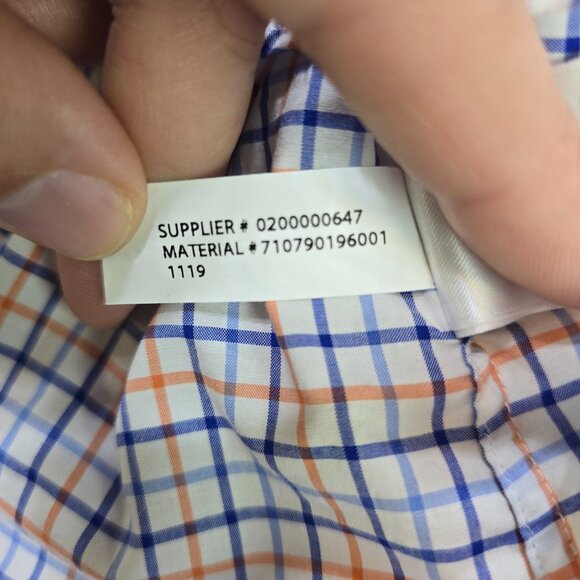 SUPPLIER # 0200000647
MATERIAL # 710790196001
1119